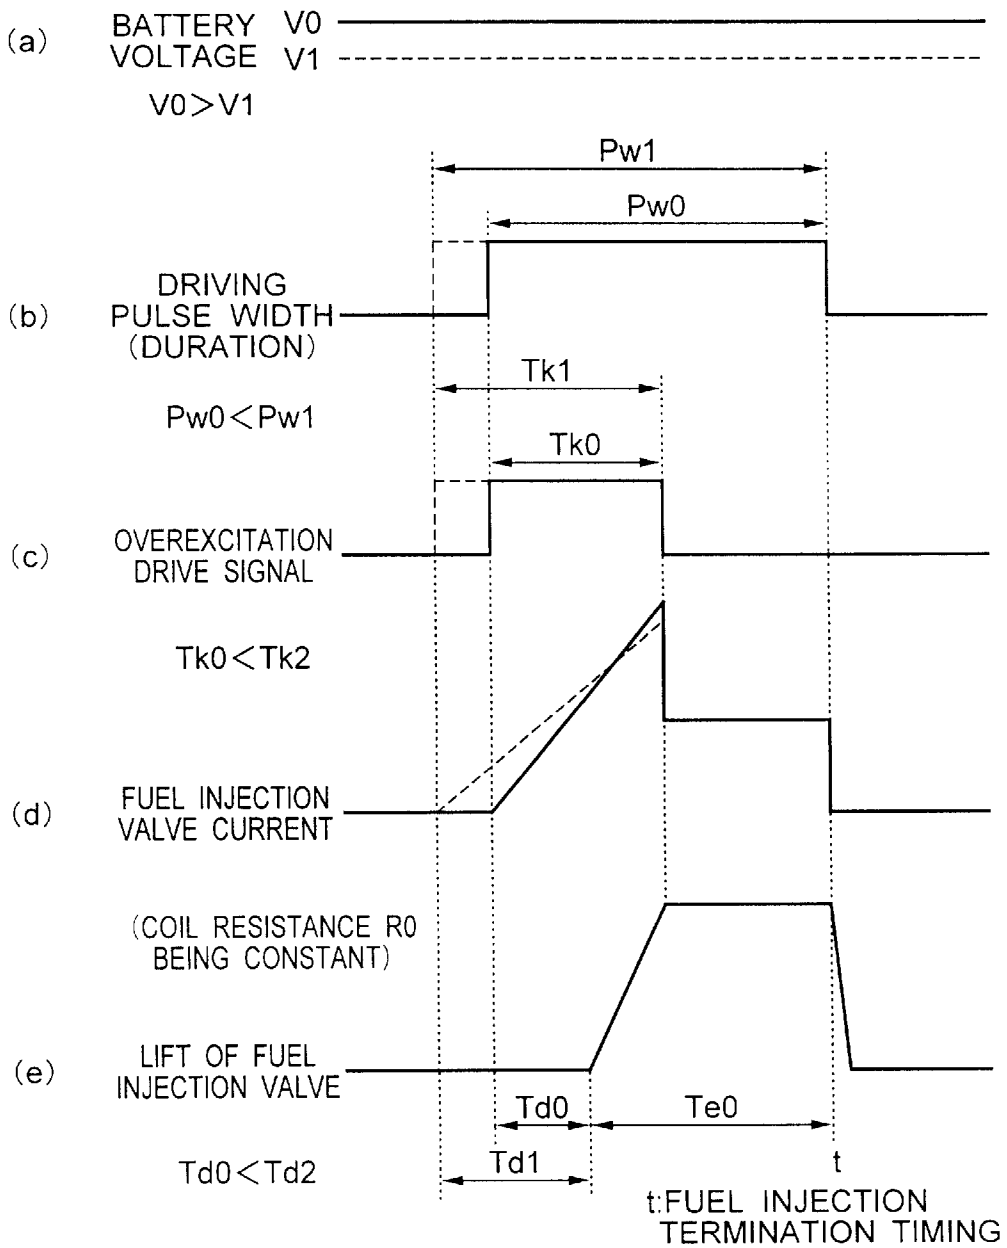 (a) BATTERY V0
VOLTAGE V1
V0>V1
Pw1
Pw0
(b) DRIVING
PULSE WIDTH
(DURATION)
Tk1
Pw0<Pw1
Tk0
(c) OVEREXCITATION
DRIVE SIGNAL
Tk0<Tk2
(d) FUEL INJECTION
VALVE CURRENT
(COIL RESISTANCE R0
BEING CONSTANT)
(e) LIFT OF FUEL
INJECTION VALVE
Td0 Te0
Td0<Td2 Td1 t
t:FUEL INJECTION
TERMINATION TIMING